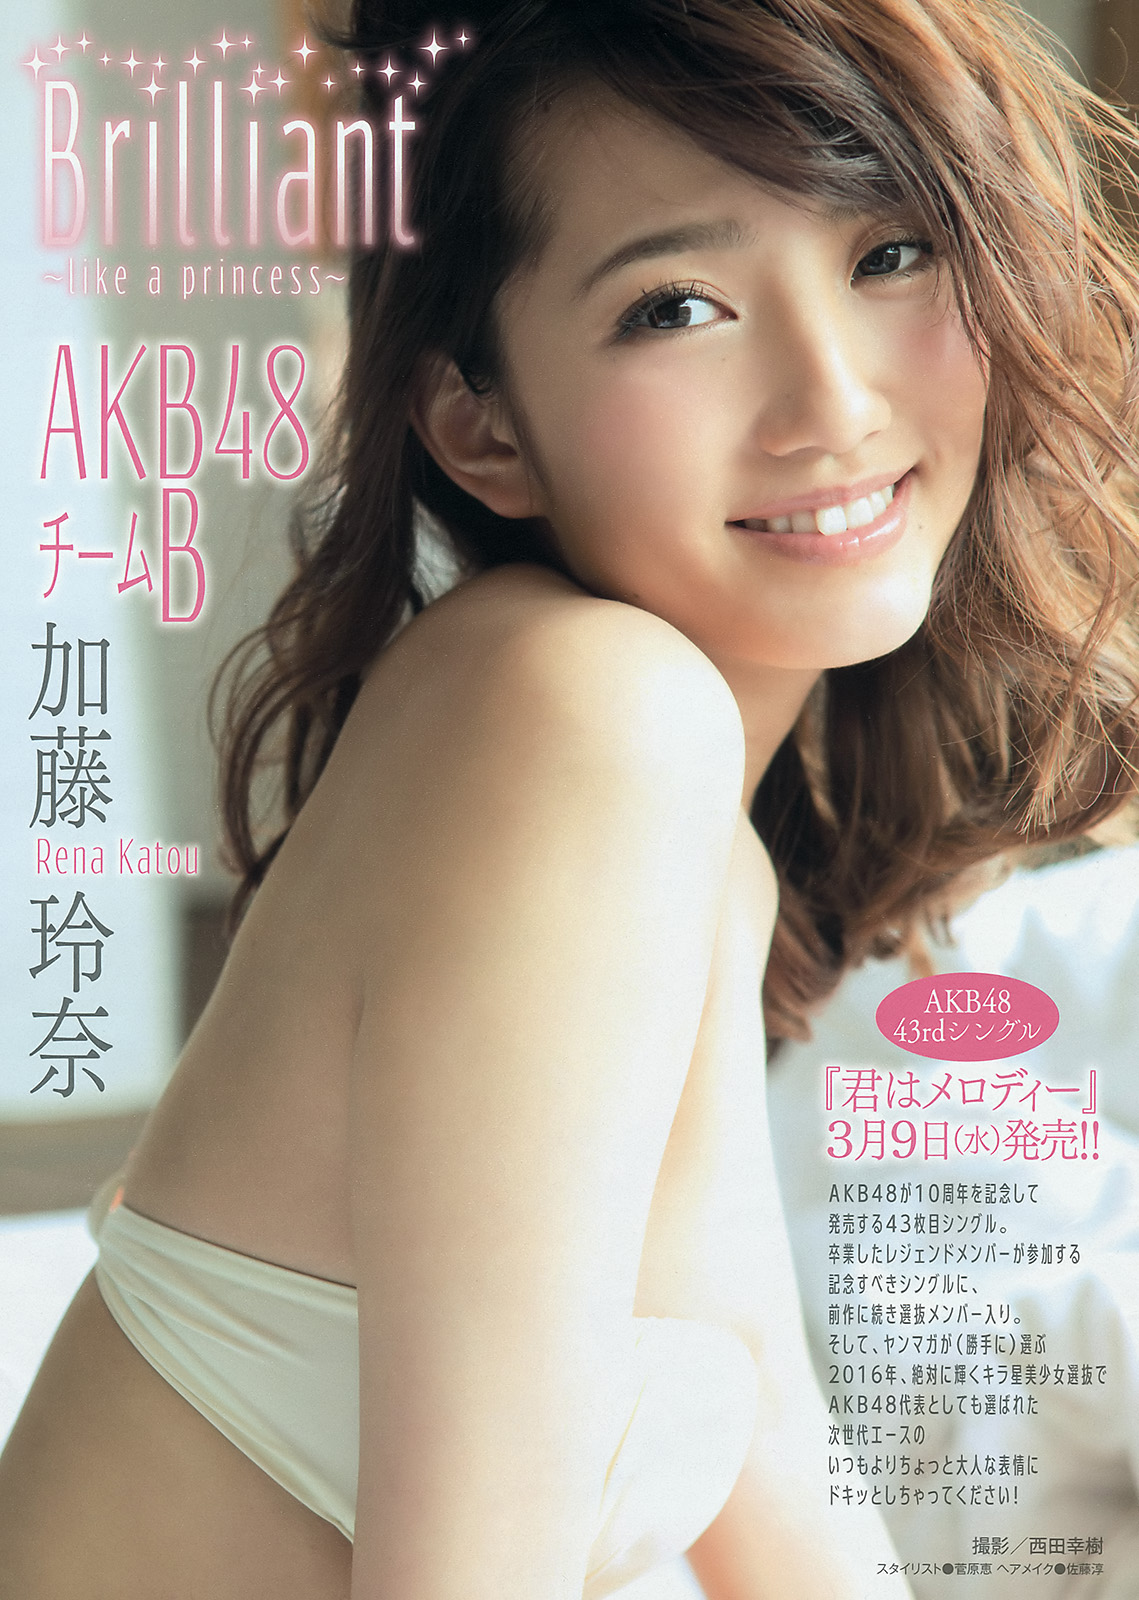 Brilliant
~like a princess~
AKB48
チームB
加藤
Rena Katou
玲奈
AKB48
43rdシングル
『君はメロディー』
3月9日(水)発売!!
AKB48が10周年を記念して
発売する43枚目シングル。
卒業したレジェンドメンバーが参加する
記念すべきシングルに、
前作に続き選抜メンバー入り。
そして、ヤンマガが(勝手に)選ぶ
2016年、絶対に輝くキラ星美少女選抜で
AKB48代表としても選ばれた
次世代エースの
いつもよりちょっと大人な表情に
ドキッとしちゃってください!
撮影/西田幸樹
スタイリスト●菅原恵 ヘアメイク●佐藤淳